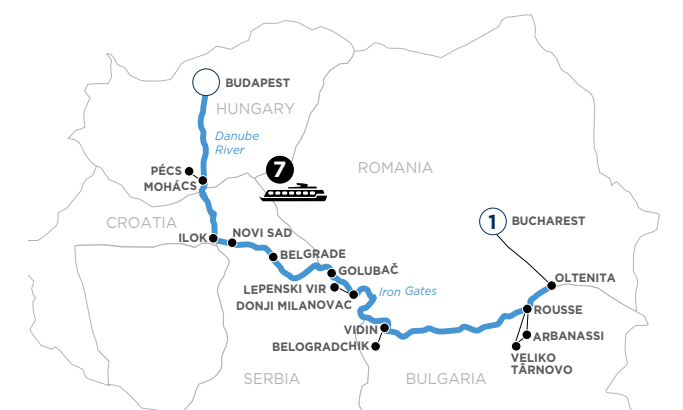 BUDAPEST
HUNGARY
Danube
River
PÉCS
MOHÁCS
7
ROMANIA
CROATIA
1
BUCHAREST
ILOK
NOVI SAD
BELGRADE
GOLUBAČ
OLTENITA
LEPENSKI VIR
Iron Gates
DONJI MILANOVAC
ROUSSE
VIDIN
ARBANASSI
BELOGRADCHIK
VELIKO
TÂRNOVO
SERBIA
BULGARIA